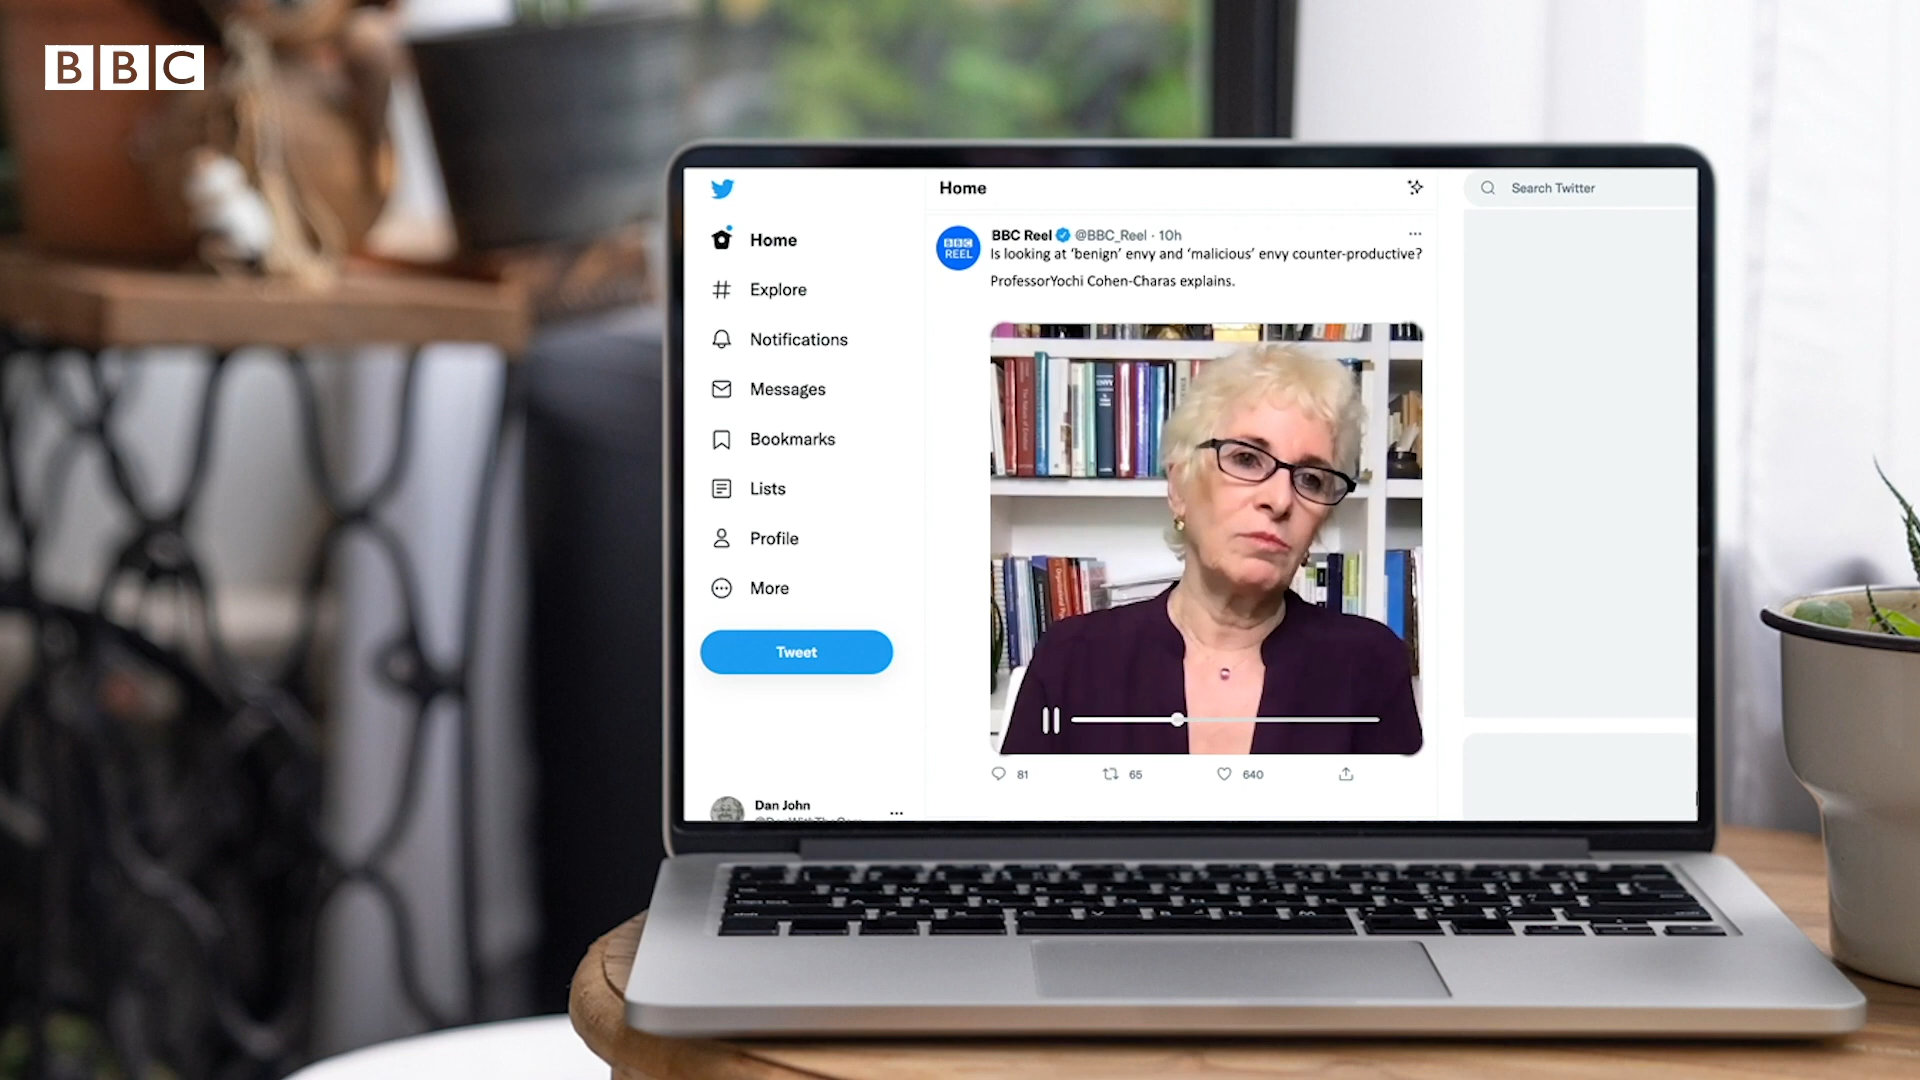 BBC
Home
Search Twitter
BBC Reel @BBC_Reel · 10h
BBC
REEL
Is looking at ‘benign’ envy and ‘malicious’ envy counter-productive?
ProfessorYochi Cohen-Charas explains.
Home
Explore
Notifications
Messages
Bookmarks
Lists
Profile
More
Tweet
ENVY
81
65
640
Dan John